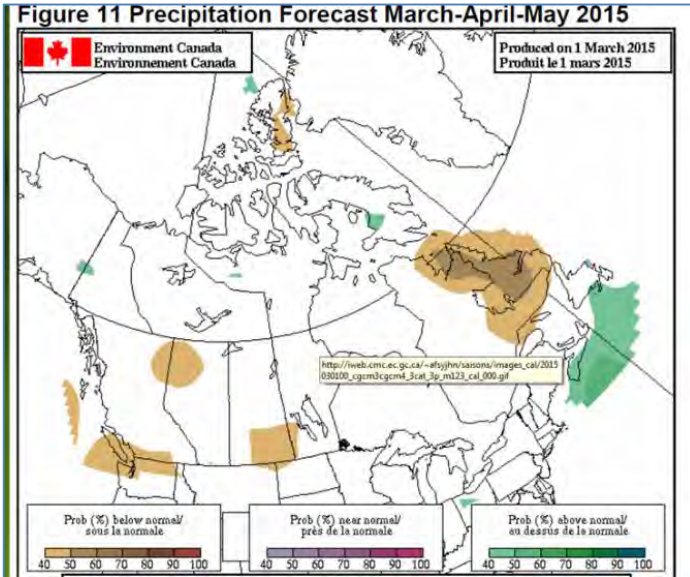 Figure 11 Precipitation Forecast March-April-May 2015
Environment Canada
Environnement Canada
Produced on 1 March 2015
Produit le 1 mars 2015
http://iweb.cmc.ec.gc.ca/~afsyjhn/saisons/images_cal/2015
030100_cgcm3cgcm4_3cat_3p_m123_cal_000.gif
Prob (%) below normal/
sous la normale
40 50 60 70 80 90 100
Prob (%) near normal/
près de la normale
40 50 60 70 80 90 100
Prob (%) above normal/
au dessus de la normale
40 50 60 70 80 90 100